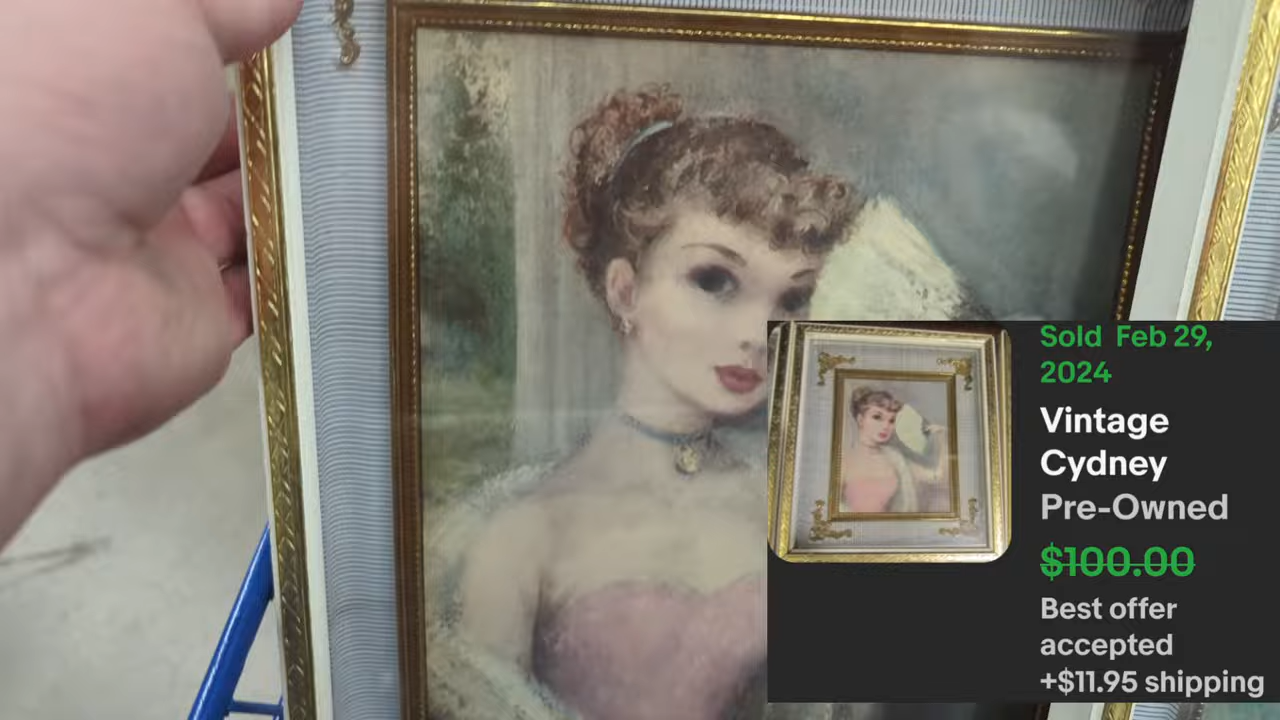 Sold Feb 29,
2024
Vintage
Cydney
Pre-Owned
$100.00
Best offer
accepted
+$11.95 shipping